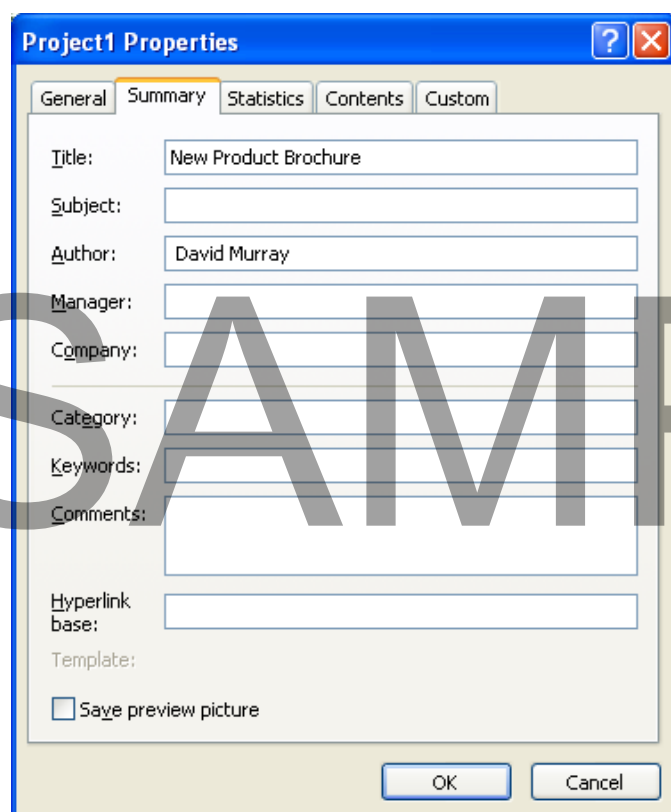 Project1 Properties
General Summary Statistics Contents Custom
Title: New Product Brochure
Subject:
Author: David Murray
Manager:
Company:
Category:
Keywords:
Comments:
Hyperlink
base:
Template:
Save preview picture
OK Cancel